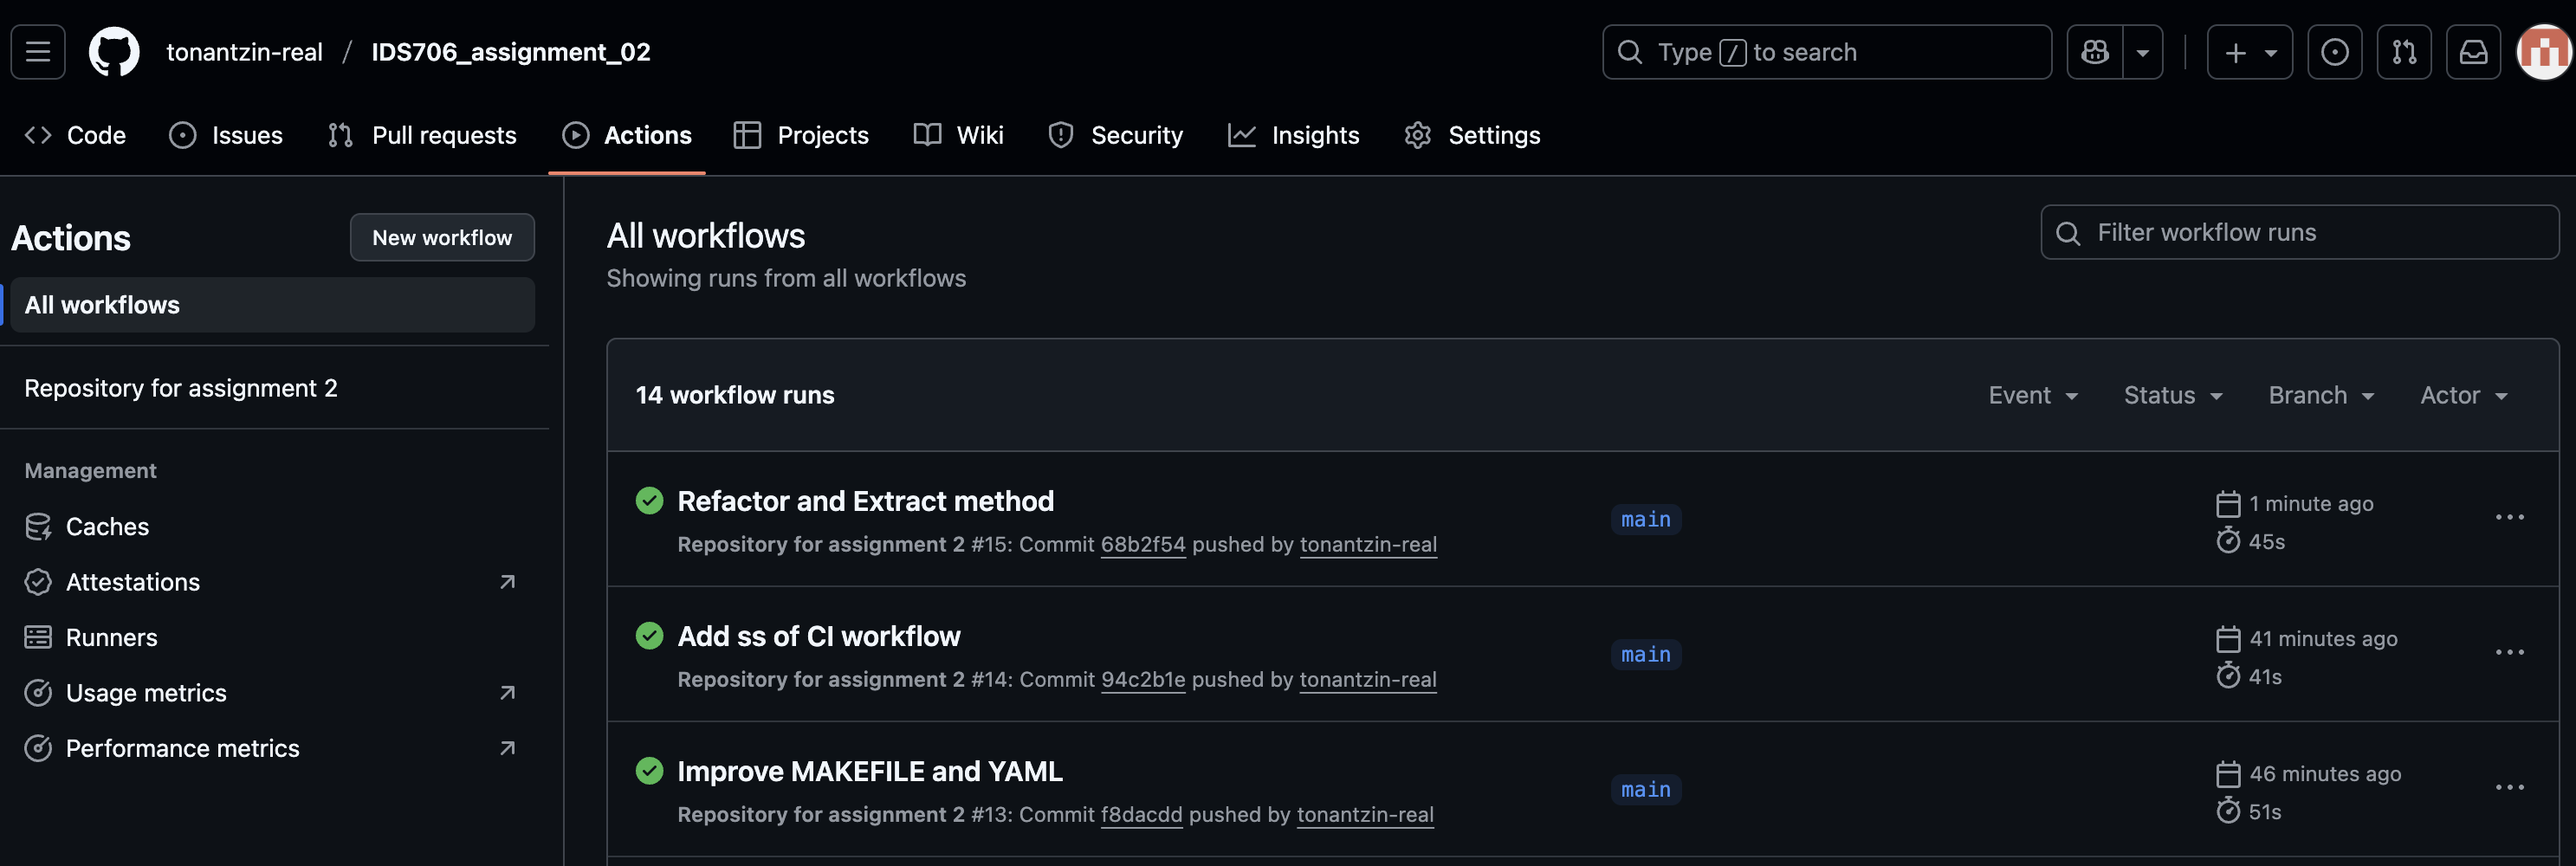 tonantzin-real / IDS706_assignment_02
Type / to search
Code Issues Pull requests Actions Projects Wiki Security Insights Settings
Actions
New workflow
All workflows
Repository for assignment 2
Management
Caches
Attestations
Runners
Usage metrics
Performance metrics
All workflows
Showing runs from all workflows
Filter workflow runs
14 workflow runs
Event Status Branch Actor
Refactor and Extract method
Repository for assignment 2 #15: Commit 68b2f54 pushed by tonantzin-real
main
1 minute ago
45s
Add ss of CI workflow
Repository for assignment 2 #14: Commit 94c2b1e pushed by tonantzin-real
main
41 minutes ago
41s
Improve MAKEFILE and YAML
Repository for assignment 2 #13: Commit f8dacdd pushed by tonantzin-real
main
46 minutes ago
51s